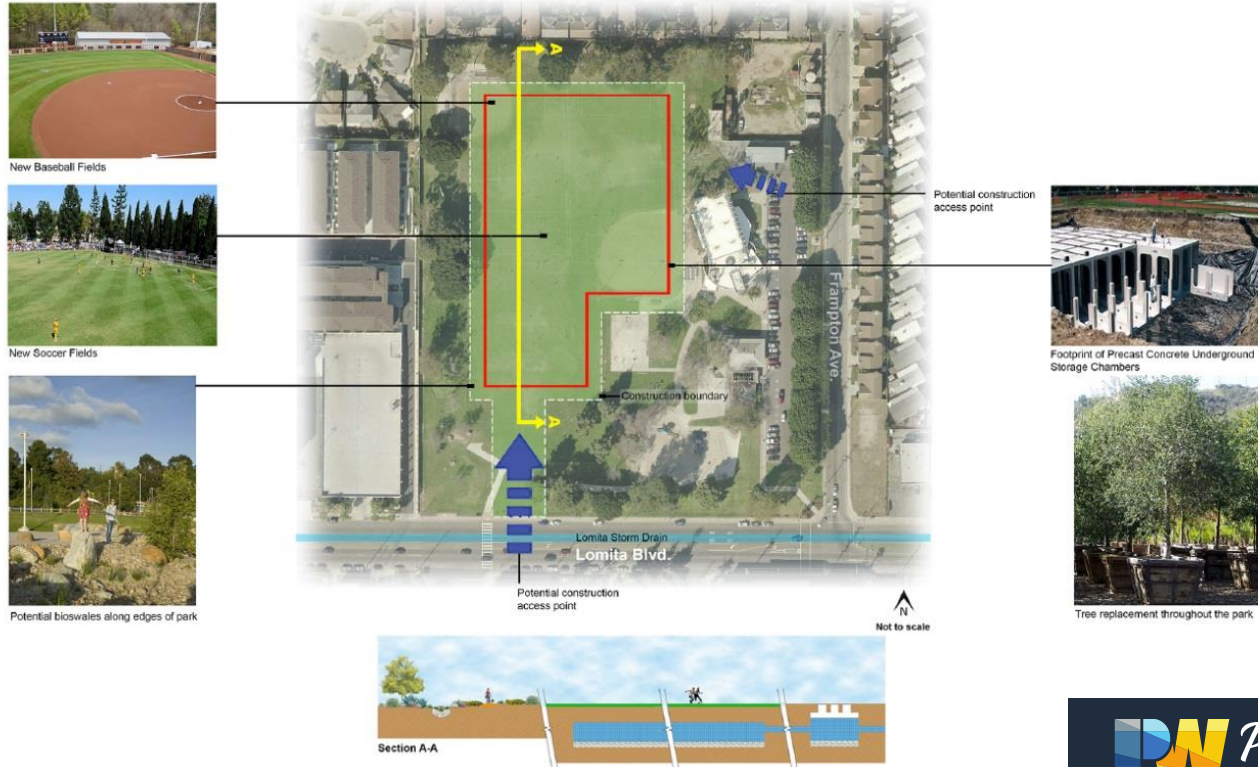 New Baseball Fields
New Soccer Fields
Potential bioswales along edges of park
A
A
Potential construction
access point
Frampton Ave.
Construction boundary
Lomita Storm Drain
Lomita Blvd.
Potential construction
access point
N
Not to scale
Footprint of Precast Concrete Underground
Storage Chambers
Tree replacement throughout the park
Section A-A
PW